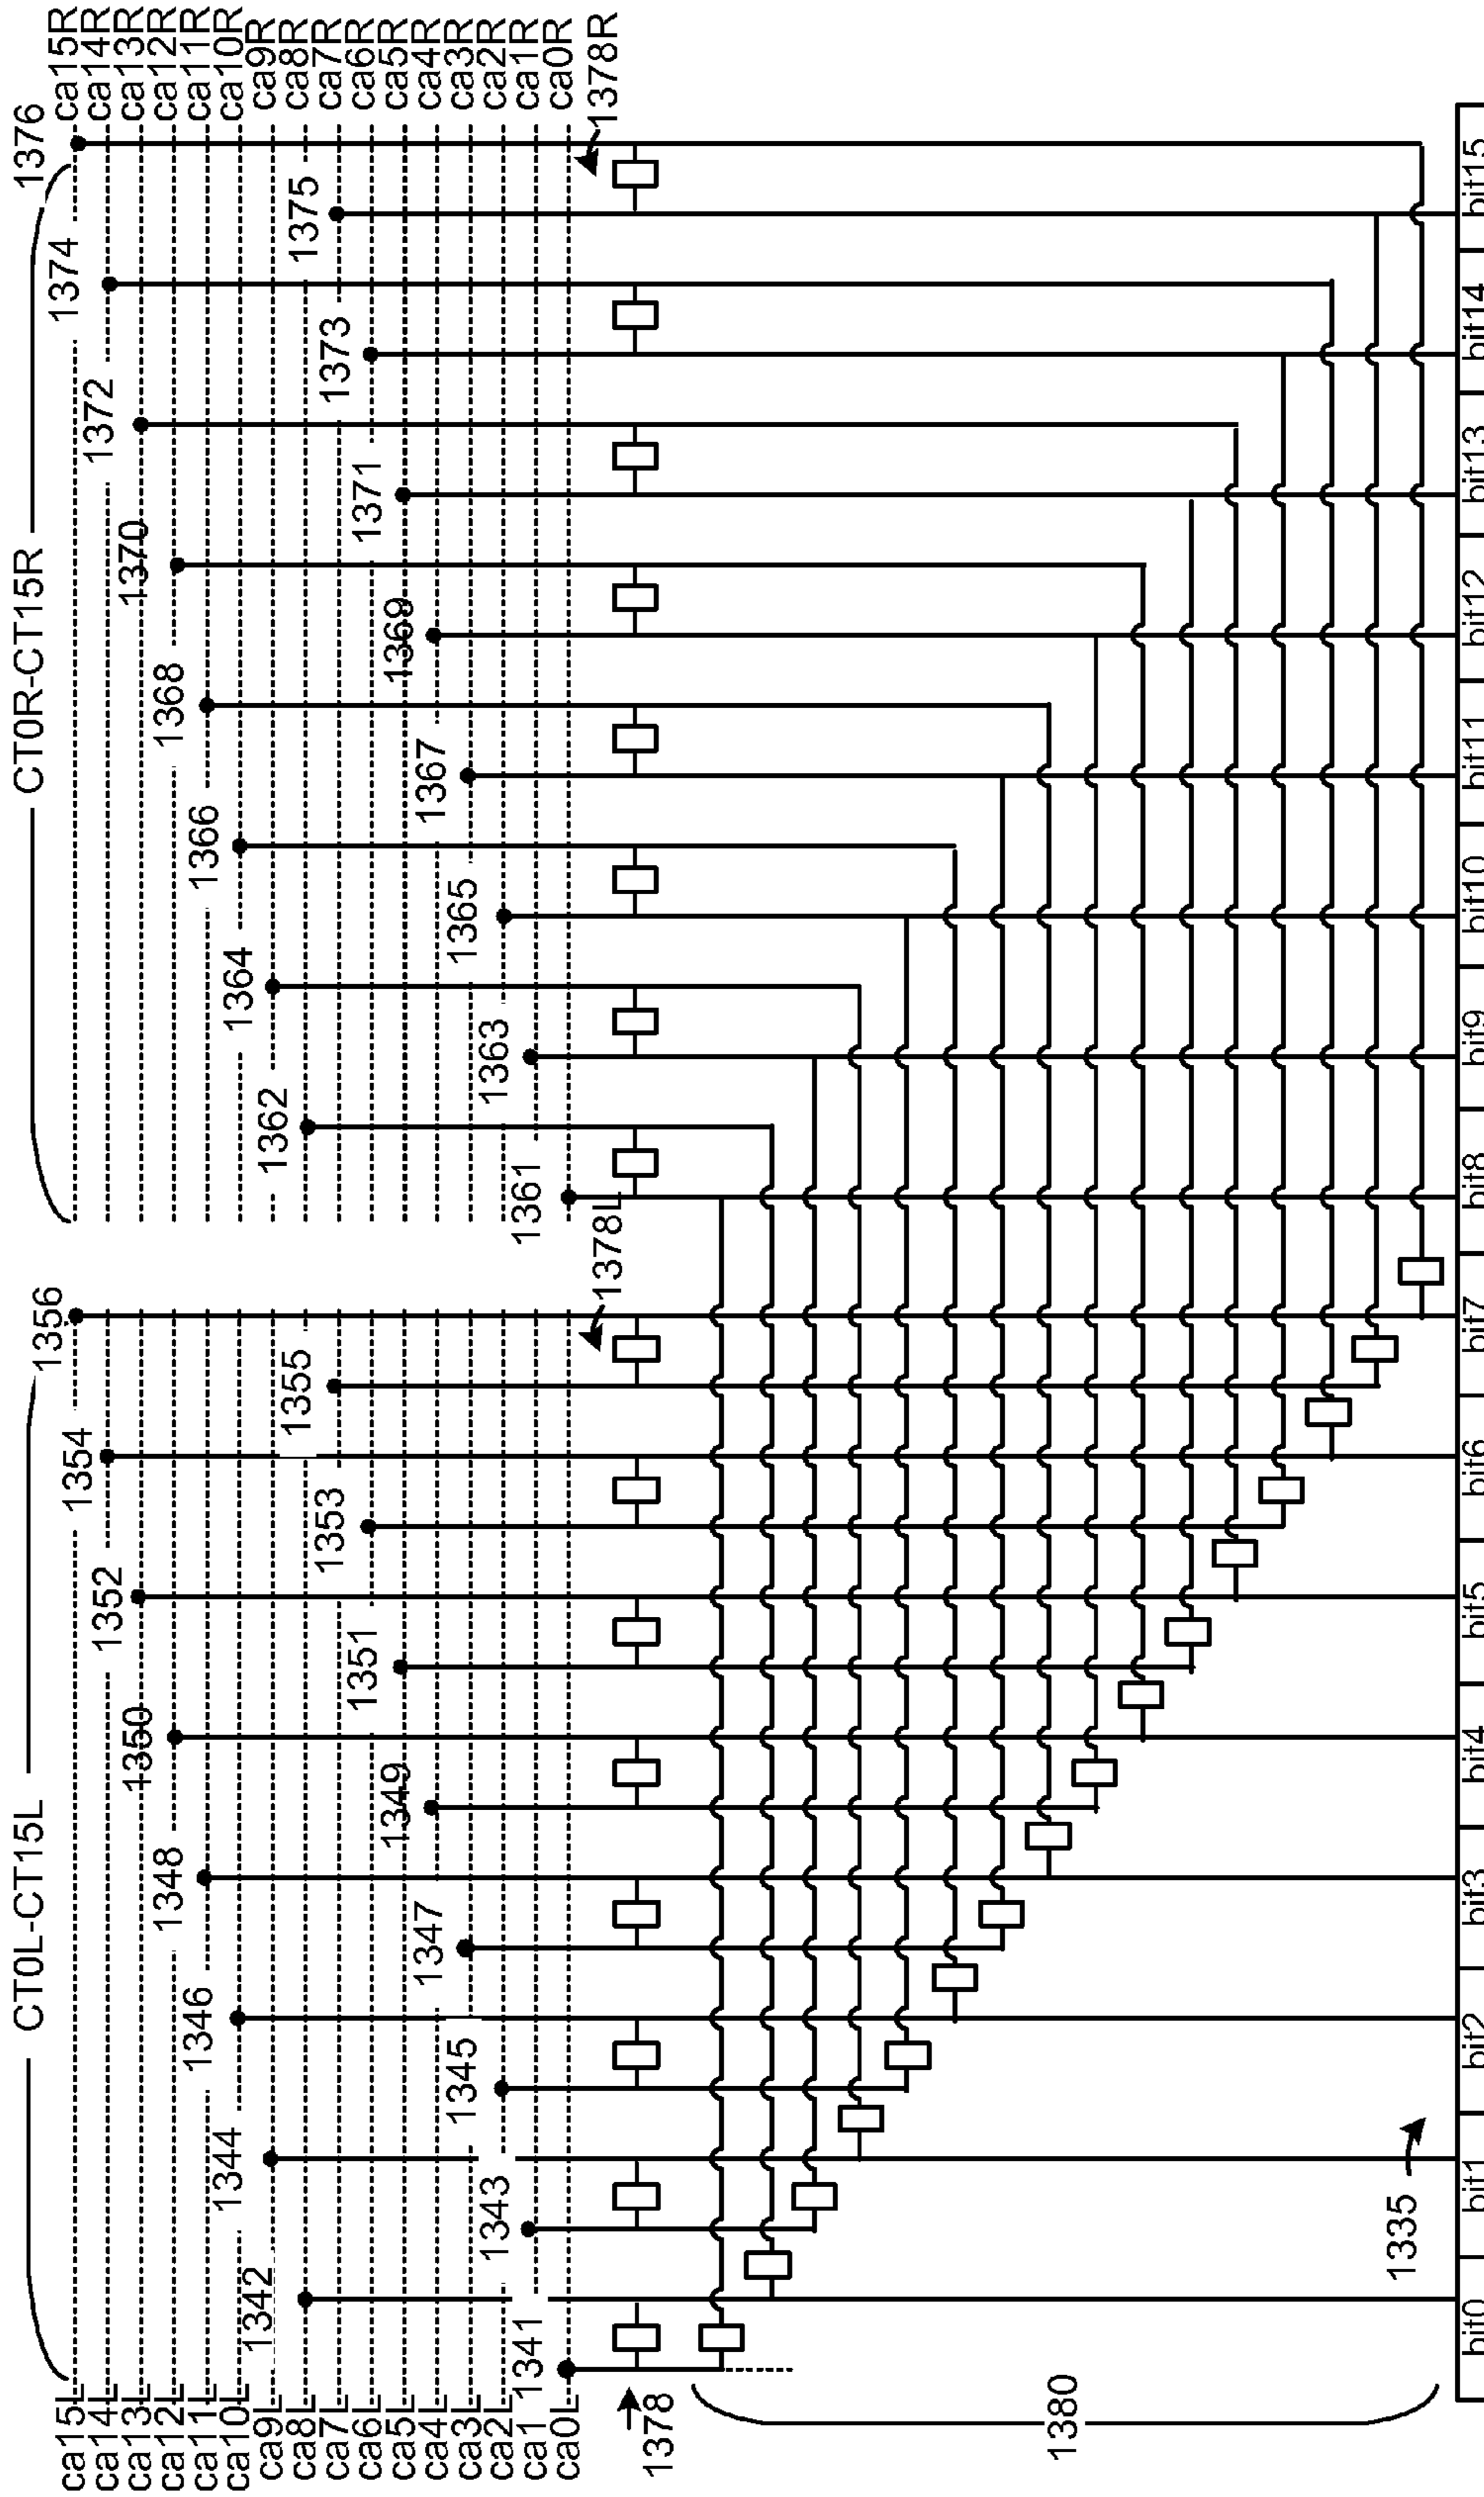 CT0L-CT15L
CT0R-CT15R
ca15L
ca14L
ca13L
ca12L
ca11L
ca10L
ca9L
ca8L
ca7L
ca6L
ca5L
ca4L
ca3L
ca2L
ca1
ca0L
ca15R
ca14R
ca13R
ca12R
ca11R
ca10R
ca9R
ca8R
ca7R
ca6R
ca5R
ca4R
ca3R
ca2R
ca1R
ca0R
1341
1342
1343
1344
1345
1346
1347
1348
1349
1350
1351
1352
1353
1354
1355
1356
1361
1362
1363
1364
1365
1366
1367
1368
1369
1370
1371
1372
1373
1374
1375
1376
1378
1378L
1378R
1380
1335
bit0 bit1 bit2 bit3 bit4 bit5 bit6 bit7 bit8 bit9 bit10 bit11 bit12 bit13 bit14 bit15